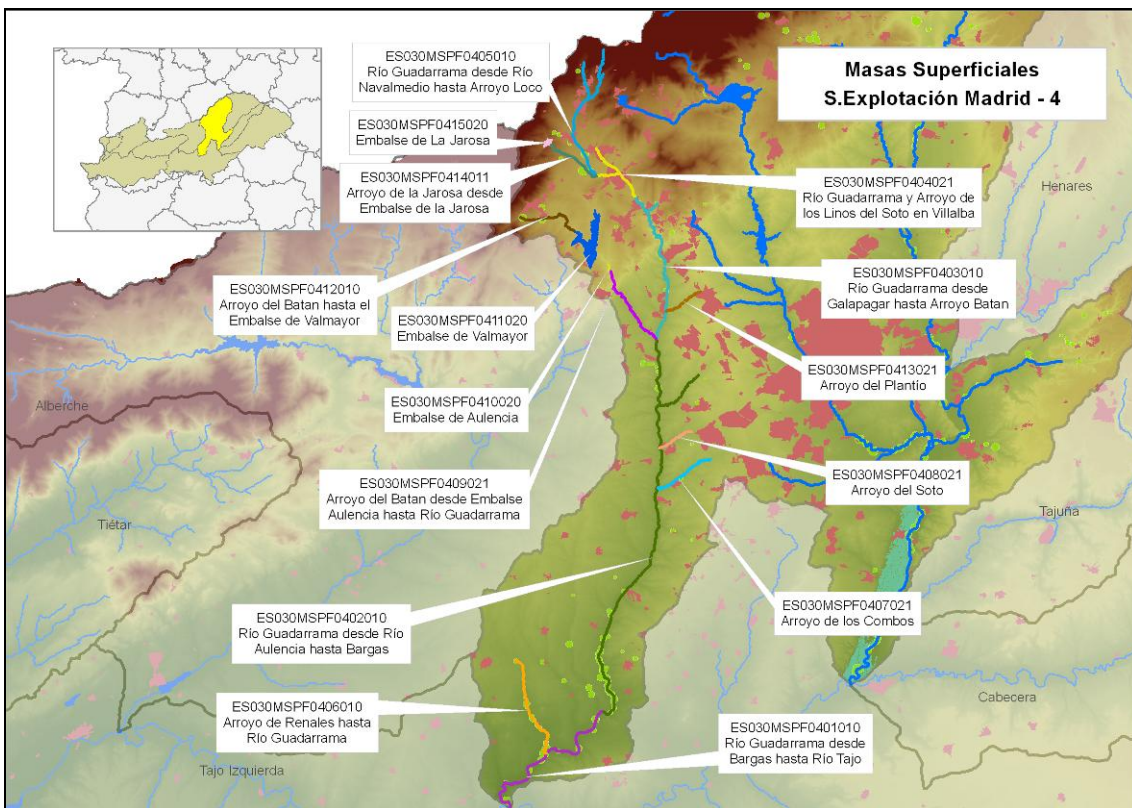 Masas Superficiales
S.Explotación Madrid - 4
ES030MSPF0405010
Río Guadarrama desde Río
Navalmedio hasta Arroyo Loco
ES030MSPF0415020
Embalse de La Jarosa
ES030MSPF0414011
Arroyo de la Jarosa desde
Embalse de la Jarosa
ES030MSPF0404021
Río Guadarrama y Arroyo de
los Linos del Soto en Villalba
Henares
ES030MSPF0412010
Arroyo del Batan hasta el
Embalse de Valmayor
ES030MSPF0411020
Embalse de Valmayor
ES030MSPF0403010
Río Guadarrama desde
Galapagar hasta Arroyo Batan
ES030MSPF0413021
Arroyo del Plantío
ES030MSPF0410020
Embalse de Aulencia
Alberche
ES030MSPF0409021
Arroyo del Batan desde Embalse
Aulencia hasta Río Guadarrama
ES030MSPF0408021
Arroyo del Soto
Tiétar
Tajuña
ES030MSPF0407021
Arroyo de los Combos
ES030MSPF0402010
Río Guadarrama desde Río
Aulencia hasta Bargas
Cabecera
ES030MSPF0406010
Arroyo de Renales hasta
Río Guadarrama
ES030MSPF0401010
Río Guadarrama desde
Bargas hasta Río Tajo
Tajo Izquierda